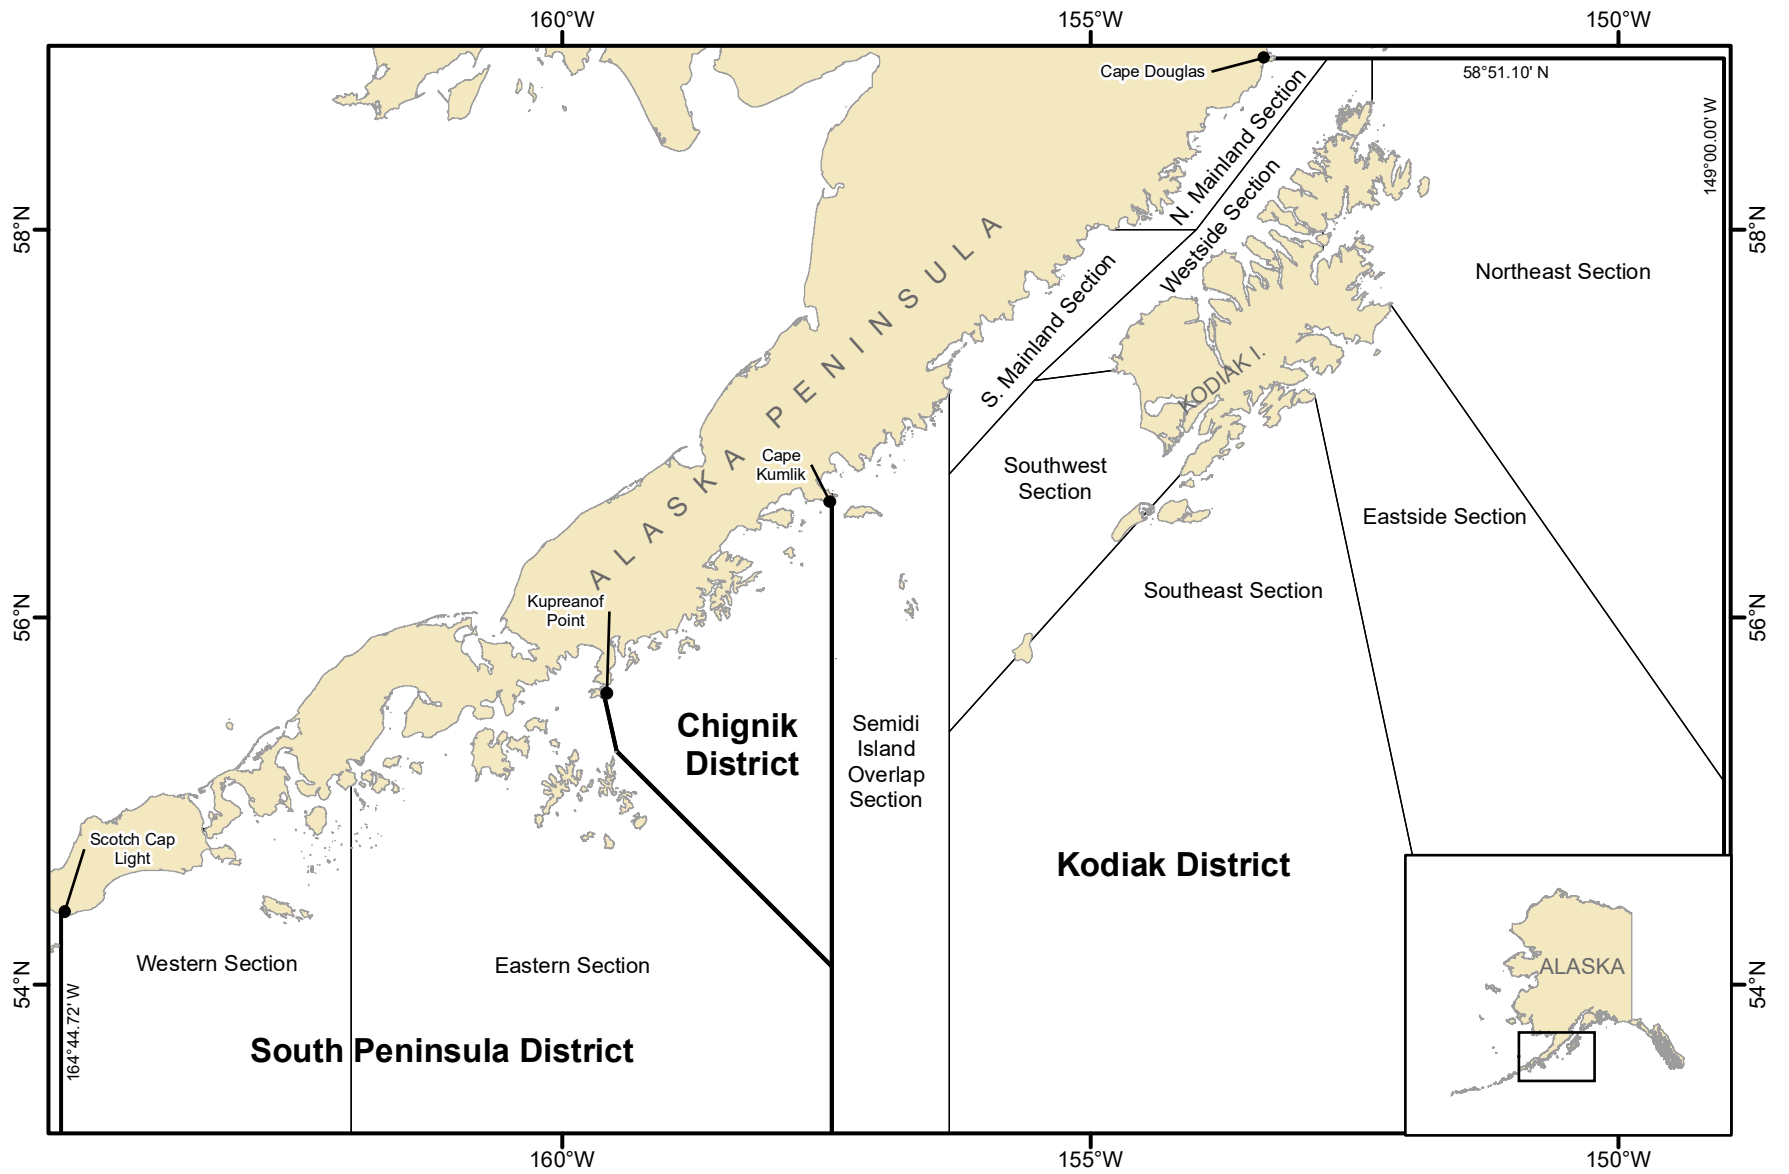 160°W
155°W
150°W
Cape Douglas
58°51.10' N
149°00.00' W
N. Mainland Section
Westside Section
58°N
58°N
ALASKA PENINSULA
Northeast Section
S. Mainland Section
KODIAK I.
Cape
Kumlik
Southwest
Section
Eastside Section
Southeast Section
Kupreanof
Point
56°N
56°N
Chignik
District
Semidi
Island
Overlap
Section
Scotch Cap
Light
Kodiak District
Western Section
Eastern Section
ALASKA
54°N
54°N
164°44.72' W
South Peninsula District
160°W
155°W
150°W